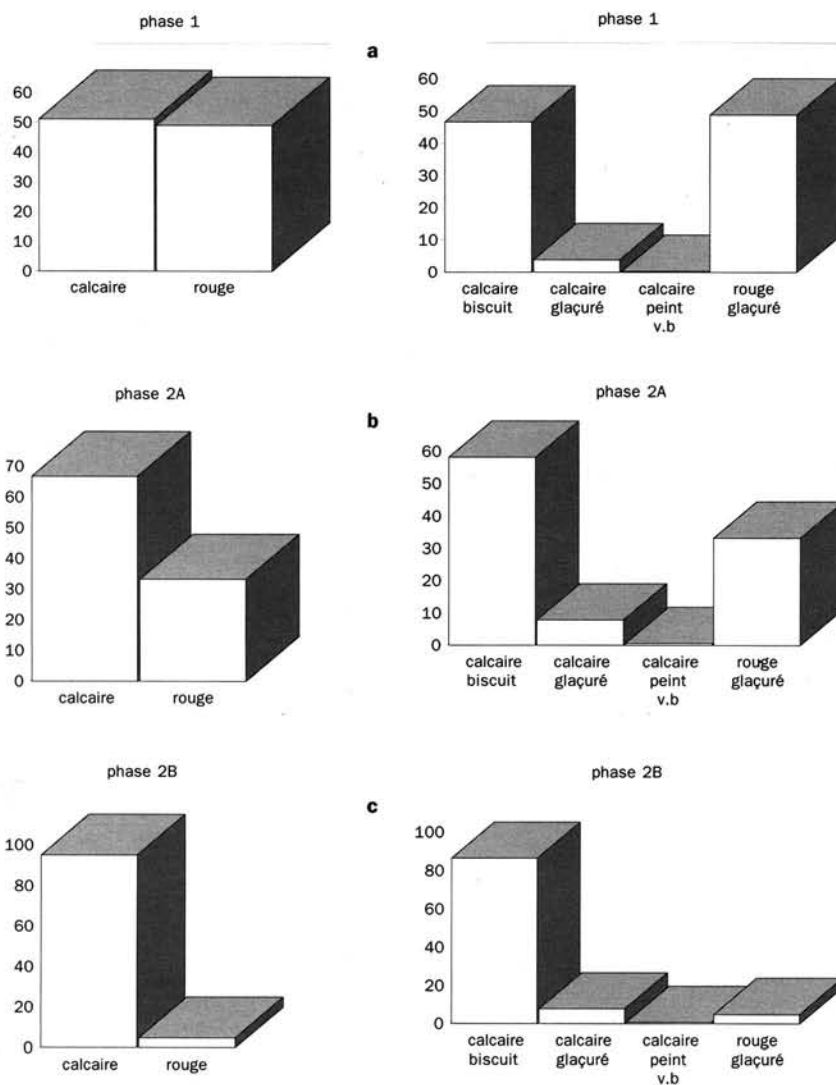 phase 1
a
60
50
40
30
20
10
0
calcaire
rouge
phase 1
60
50
40
30
20
10
0
calcaire
biscuit
calcaire
glaçuré
calcaire
peint
v.b
rouge
glaçuré
phase 2A
b
70
60
50
40
30
20
10
0
calcaire
rouge
phase 2A
60
50
40
30
20
10
0
calcaire
biscuit
calcaire
glaçuré
calcaire
peint
v.b
rouge
glaçuré
phase 2B
c
100
80
60
40
20
0
calcaire
rouge
phase 2B
100
80
60
40
20
0
calcaire
biscuit
calcaire
glaçuré
calcaire
peint
v.b
rouge
glaçuré